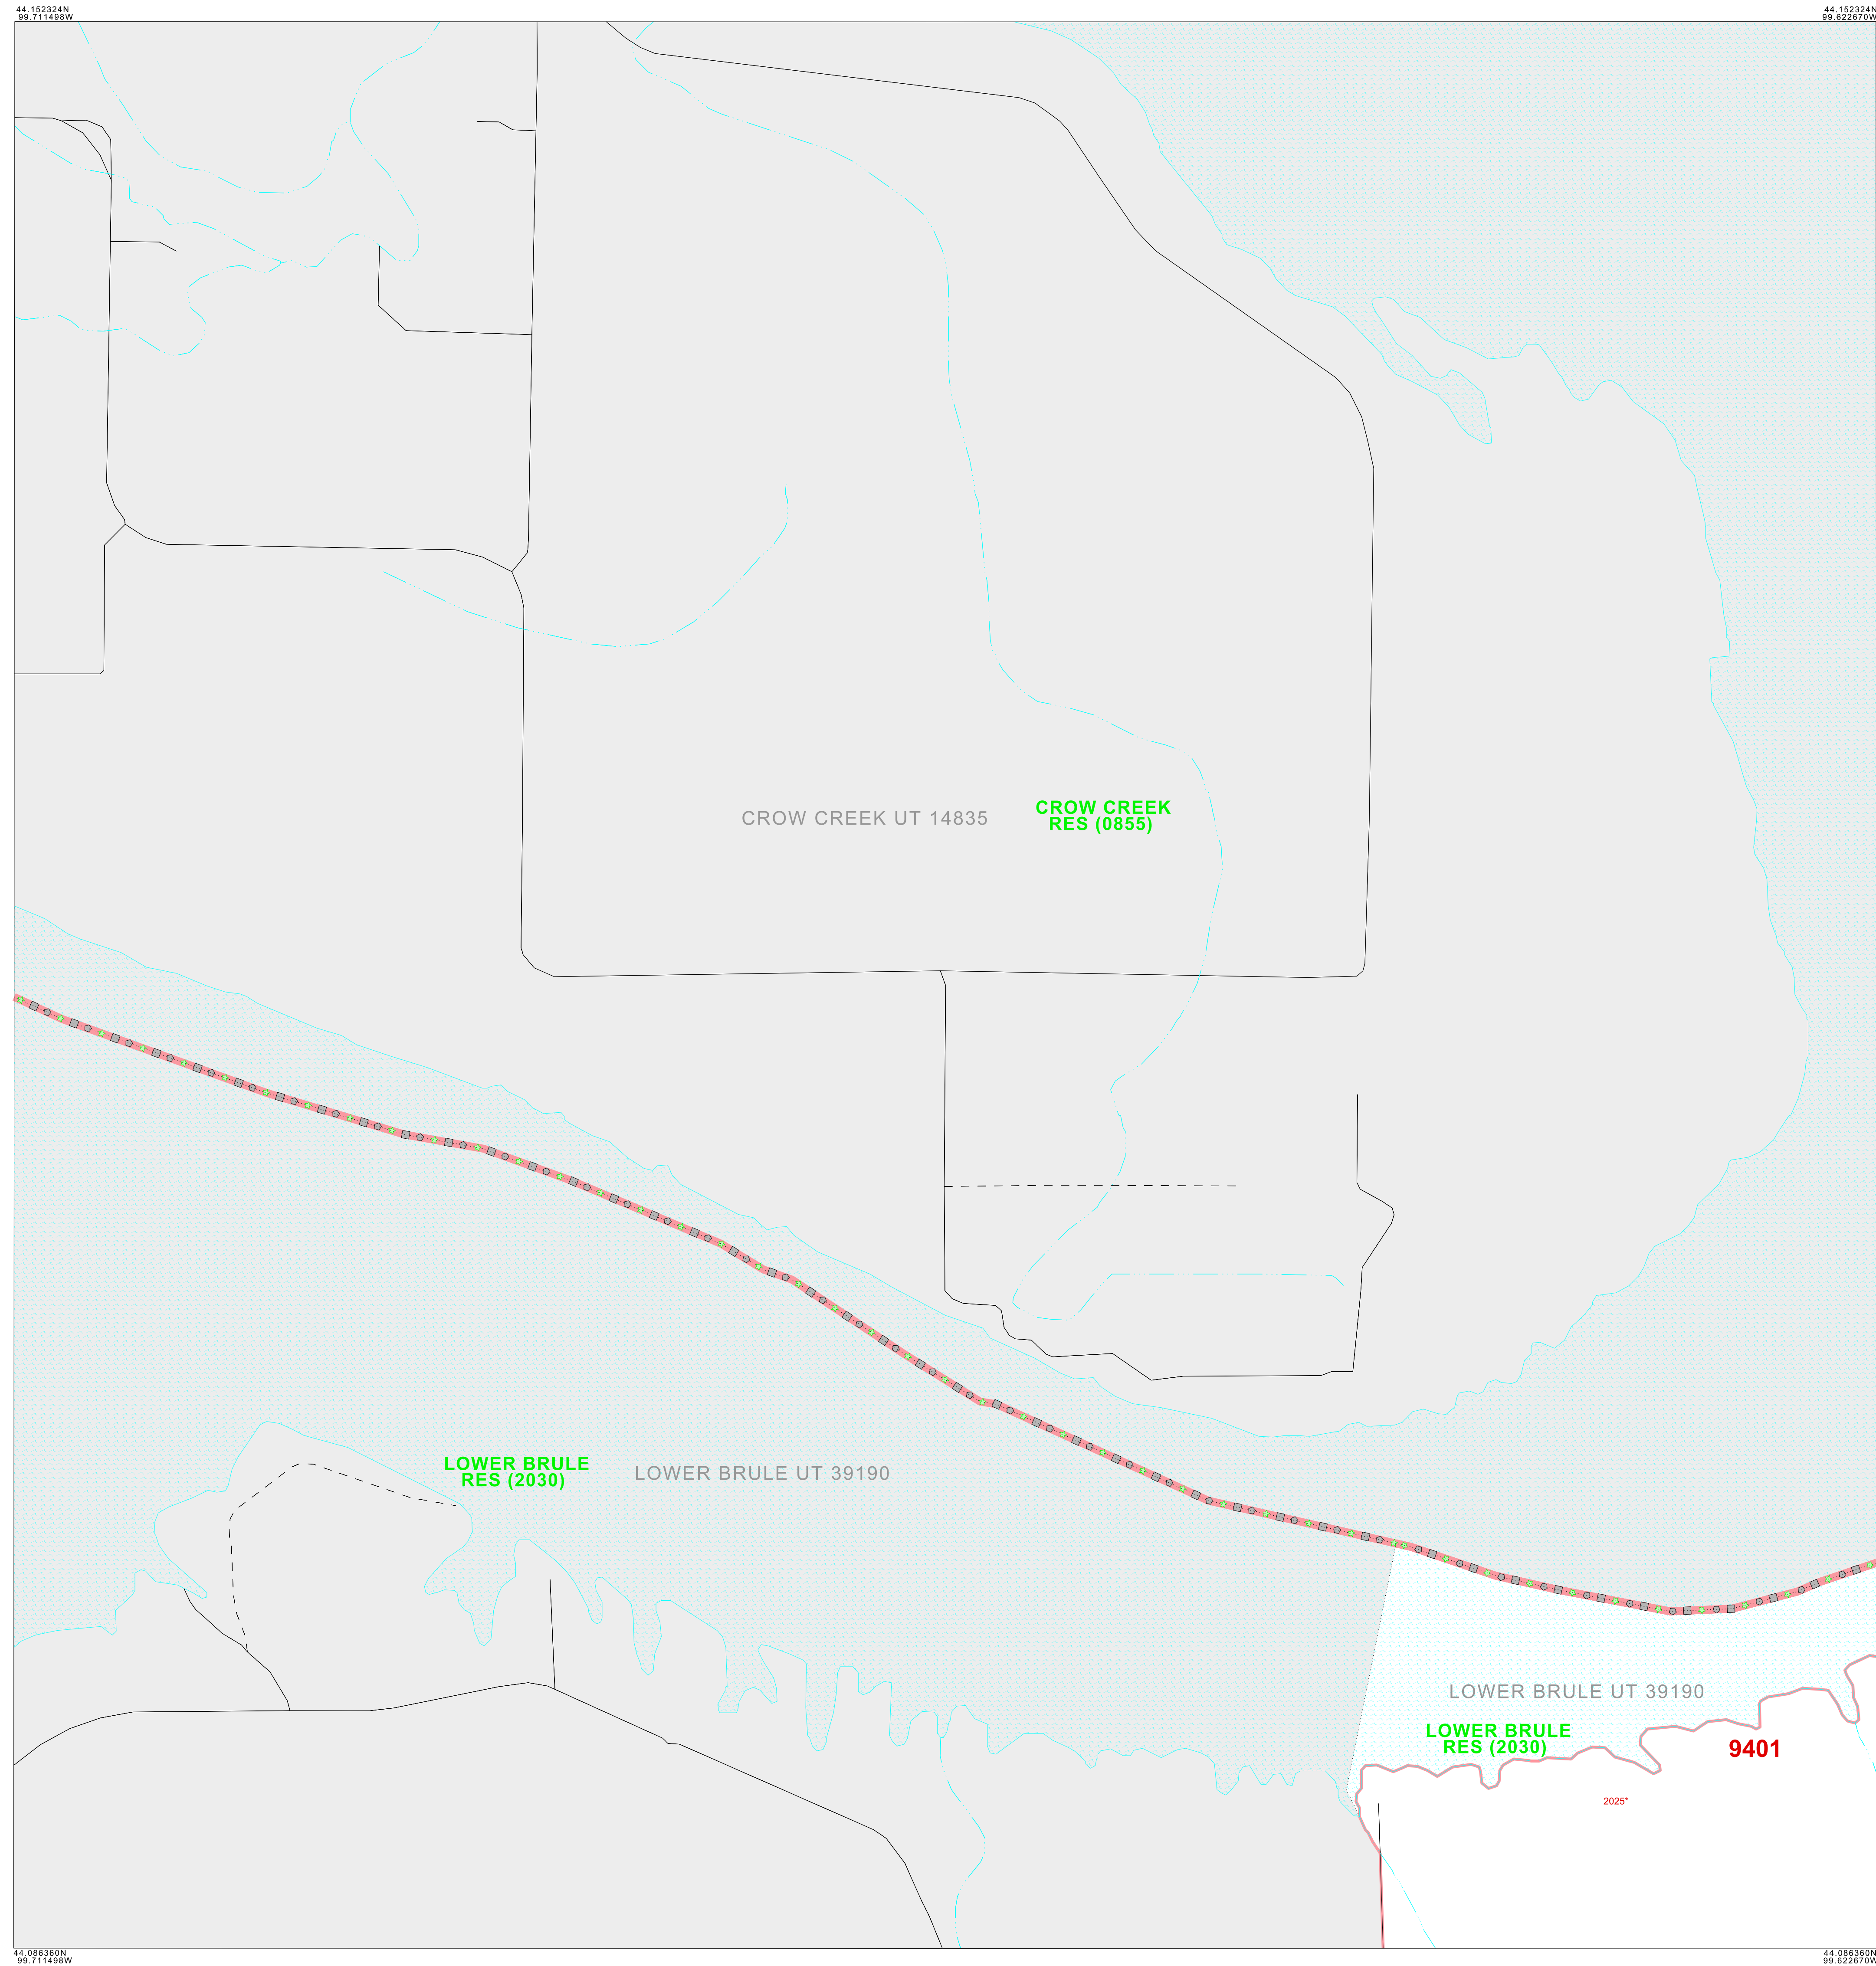 44.152324N
99.711498W
44.152324N
99.622670W
CROW CREEK UT 14835
CROW CREEK
RES (0855)
LOWER BRULE
RES (2030)
LOWER BRULE UT 39190
LOWER BRULE UT 39190
LOWER BRULE
RES (2030)
9401
2025*
44.086360N
99.711498W
44.086360N
99.622670W